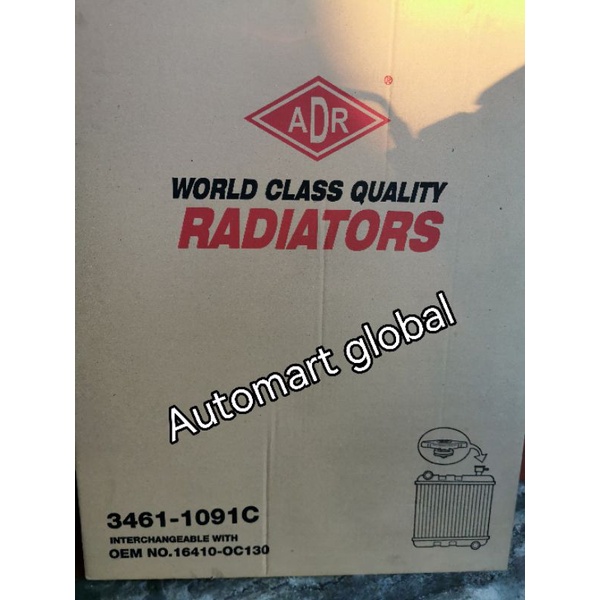 ADR
®
WORLD CLASS QUALITY
RADIATORS
Automart global
3461-1091C
INTERCHANGEABLE WITH
OEM NO.16410-OC130